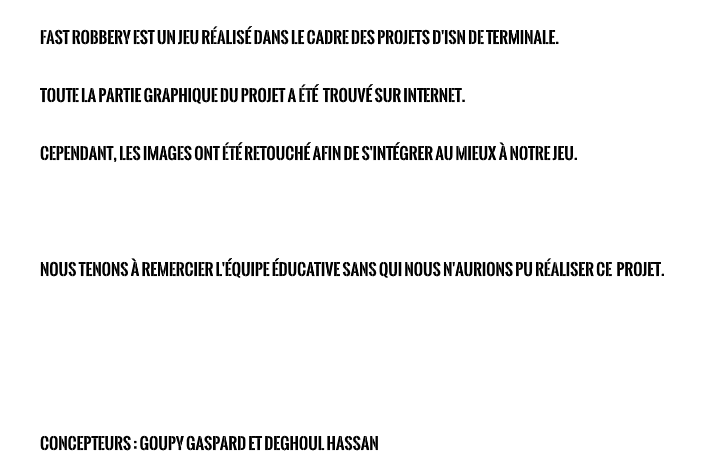 FAST ROBBERY EST UN JEU RÉALISÉ DANS LE CADRE DES PROJETS D'ISN DE TERMINALE.
TOUTE LA PARTIE GRAPHIQUE DU PROJET A ÉTÉ TROUVÉ SUR INTERNET.
CEPENDANT, LES IMAGES ONT ÉTÉ RETOUCHÉ AFIN DE S'INTÉGRER AU MIEUX À NOTRE JEU.
NOUS TENONS À REMERCIER L'ÉQUIPE ÉDUCATIVE SANS QUI NOUS N'AURIONS PU RÉALISER CE PROJET.
CONCEPTEURS : GOUPY GASPARD ET DEGHOUL HASSAN